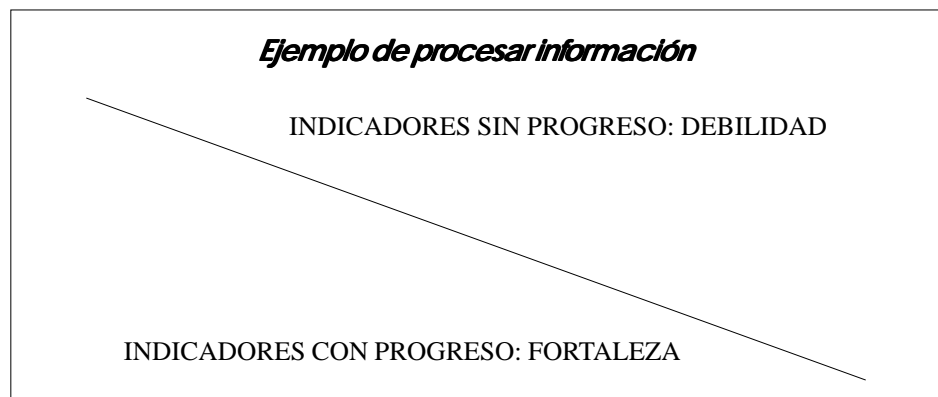 Ejemplo de procesar información
INDICADORES SIN PROGRESO: DEBILIDAD
INDICADORES CON PROGRESO: FORTALEZA